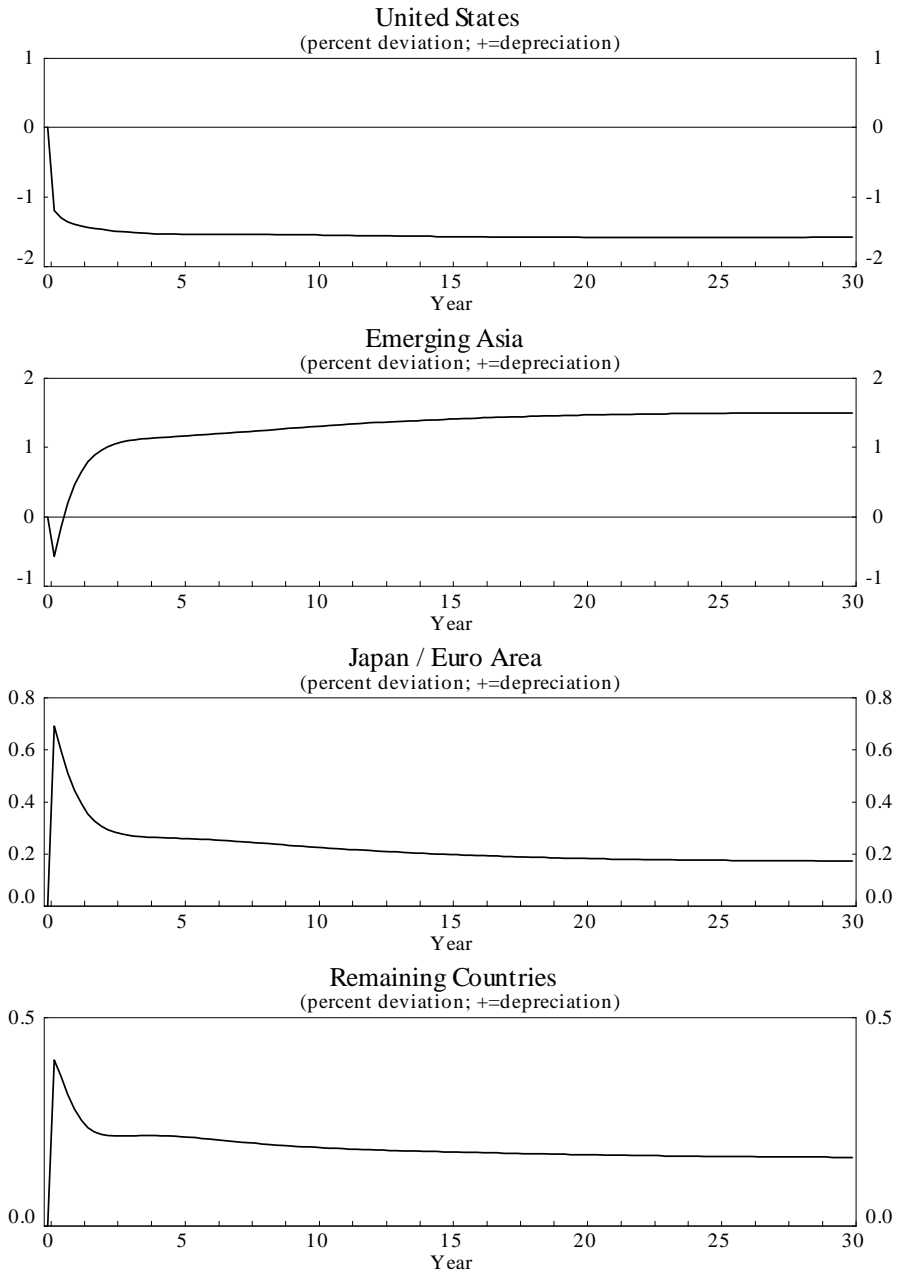 United States
(percent deviation; +=depreciation)
1 1
0 0
-1 -1
-2 -2
0 5 10 15 20 25 30
Year
Emerging Asia
(percent deviation; +=depreciation)
2 2
1 1
0 0
-1 -1
0 5 10 15 20 25 30
Year
Japan / Euro Area
(percent deviation; +=depreciation)
0.8 0.8
0.6 0.6
0.4 0.4
0.2 0.2
0.0 0.0
0 5 10 15 20 25 30
Year
Remaining Countries
(percent deviation; +=depreciation)
0.5 0.5
0.0 0.0
0 5 10 15 20 25 30
Year